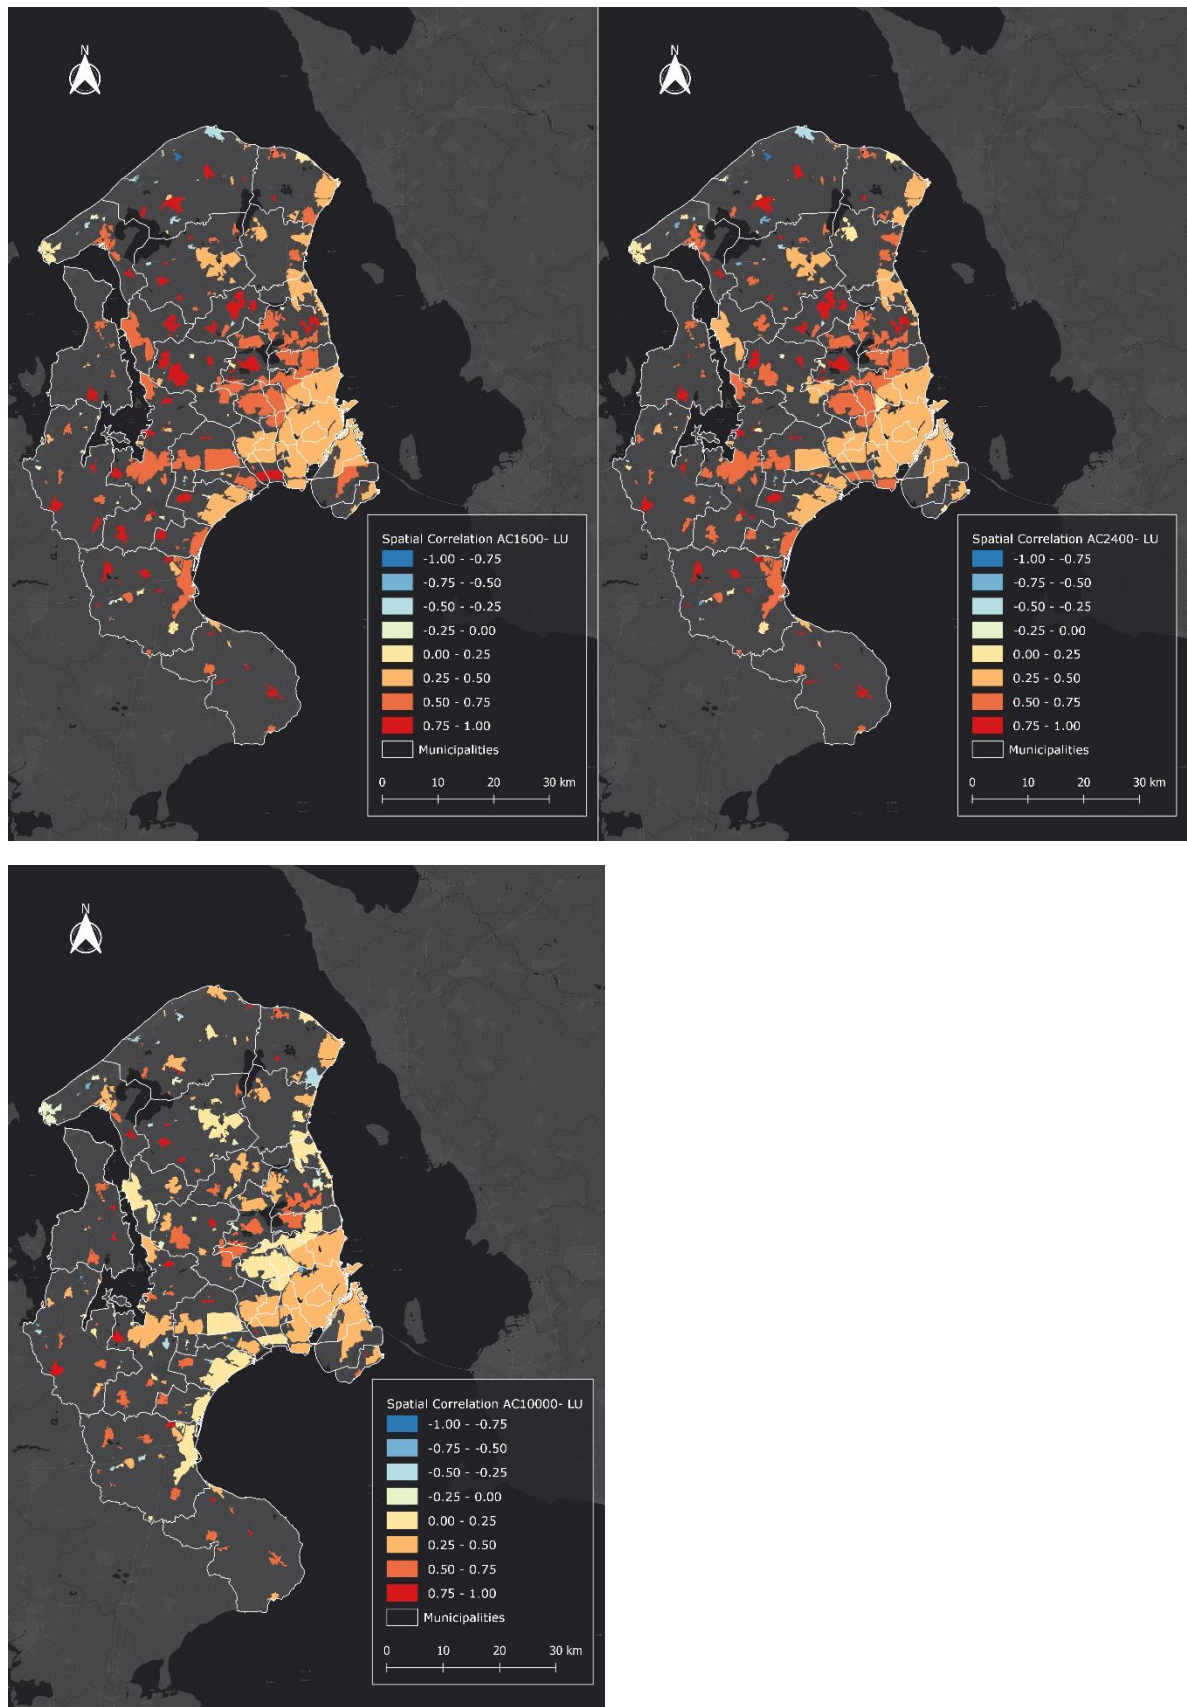 N
Spatial Correlation AC1600- LU
-1.00 - -0.75
-0.75 - -0.50
-0.50 - -0.25
-0.25 - 0.00
0.00 - 0.25
0.25 - 0.50
0.50 - 0.75
0.75 - 1.00
Municipalities
0 10 20 30 km
N
Spatial Correlation AC2400- LU
-1.00 - -0.75
-0.75 - -0.50
-0.50 - -0.25
-0.25 - 0.00
0.00 - 0.25
0.25 - 0.50
0.50 - 0.75
0.75 - 1.00
Municipalities
0 10 20 30 km
N
Spatial Correlation AC10000- LU
-1.00 - -0.75
-0.75 - -0.50
-0.50 - -0.25
-0.25 - 0.00
0.00 - 0.25
0.25 - 0.50
0.50 - 0.75
0.75 - 1.00
Municipalities
0 10 20 30 km